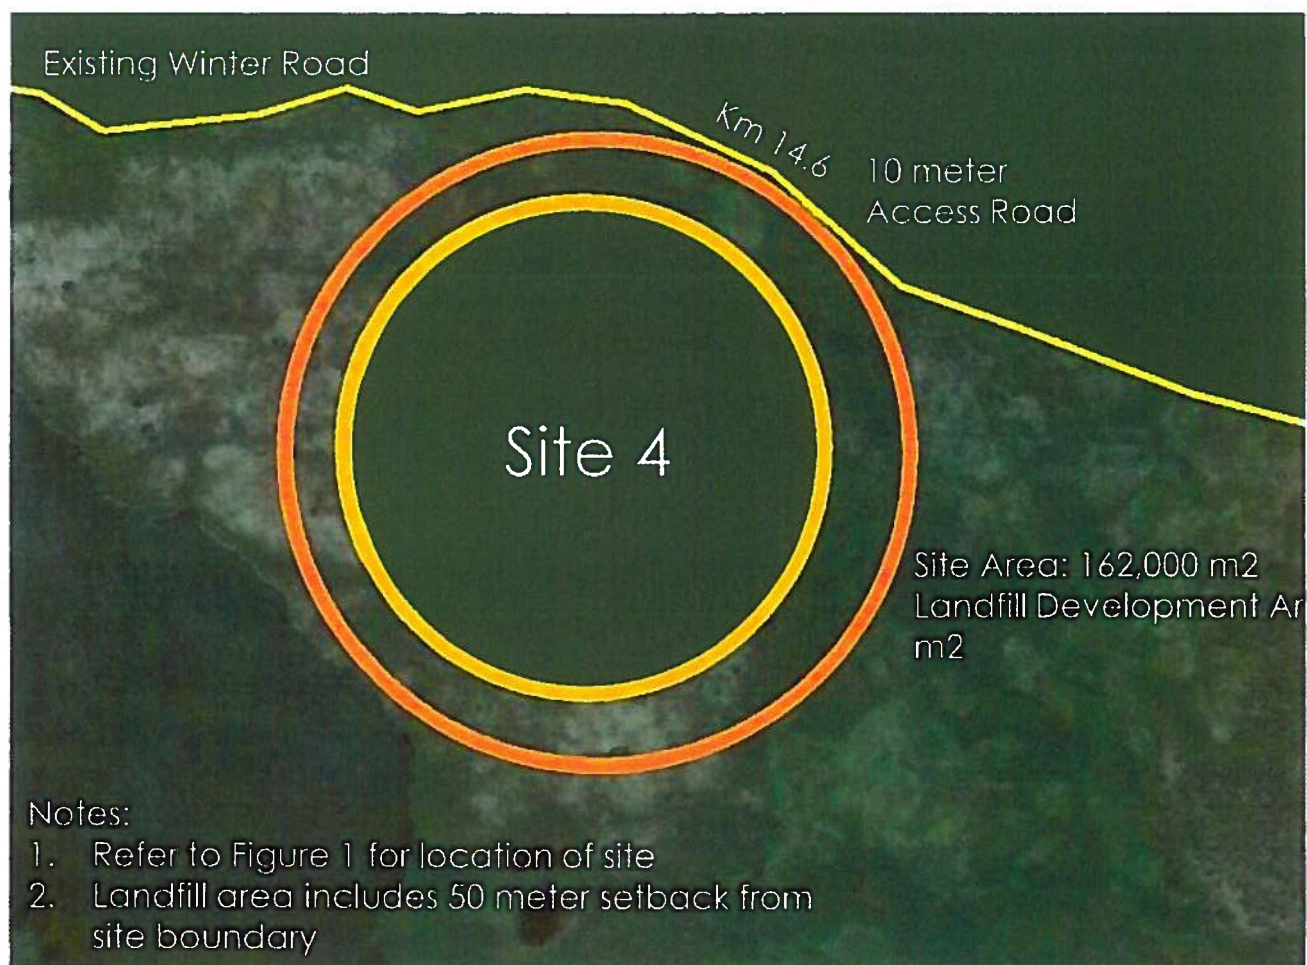 Existing Winter Road
Km 14.6
10 meter
Access Road
Site 4
Site Area: 162,000 m2
Landfill Development Ar
m2
Notes:
1. Refer to Figure 1 for location of site
2. Landfill area includes 50 meter setback from
site boundary